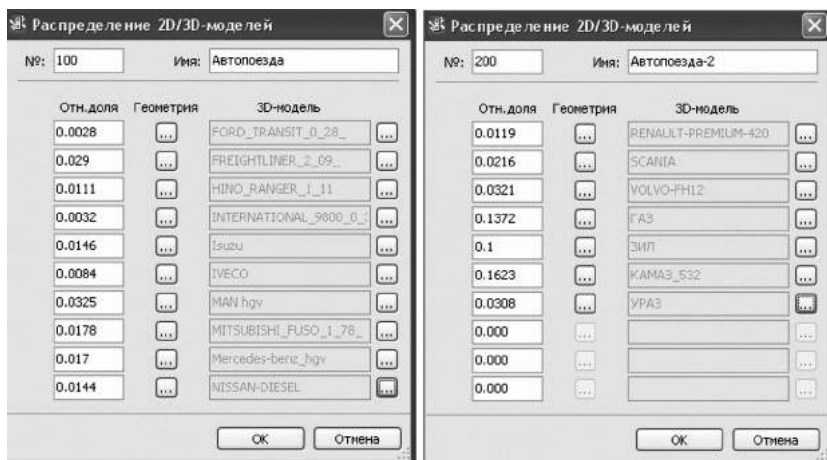 Распределение 2D/3D-моделей
№: 100 Имя: Автопоезда
Отн.доля Геометрия 3D-модель
0.0028 ... FORD_TRANSIT_0_28_ ...
0.029 ... FREIGHTLINER_2_09_ ...
0.0111 ... HINO_RANGER_1_11 ...
0.0032 ... INTERNATIONAL_9800_0_3 ...
0.0146 ... Isuzu ...
0.0084 ... IVECO ...
0.0325 ... MAN hgv ...
0.0178 ... MITSUBISHI_FUSO_1_78_ ...
0.017 ... Mercedes-benz_hgv ...
0.0144 ... NISSAN-DIESEL ...
OK Отмена
Распределение 2D/3D-моделей
№: 200 Имя: Автопоезда-2
Отн.доля Геометрия 3D-модель
0.0119 ... RENAULT-PREMIUM-420 ...
0.0216 ... SCANIA ...
0.0321 ... VOLVO-FH12 ...
0.1372 ... ГАЗ ...
0.1 ... ЗИЛ ...
0.1623 ... КАМАЗ_532 ...
0.0308 ... УРАЗ ...
0.000 ... ...
0.000 ... ...
0.000 ... ...
OK Отмена